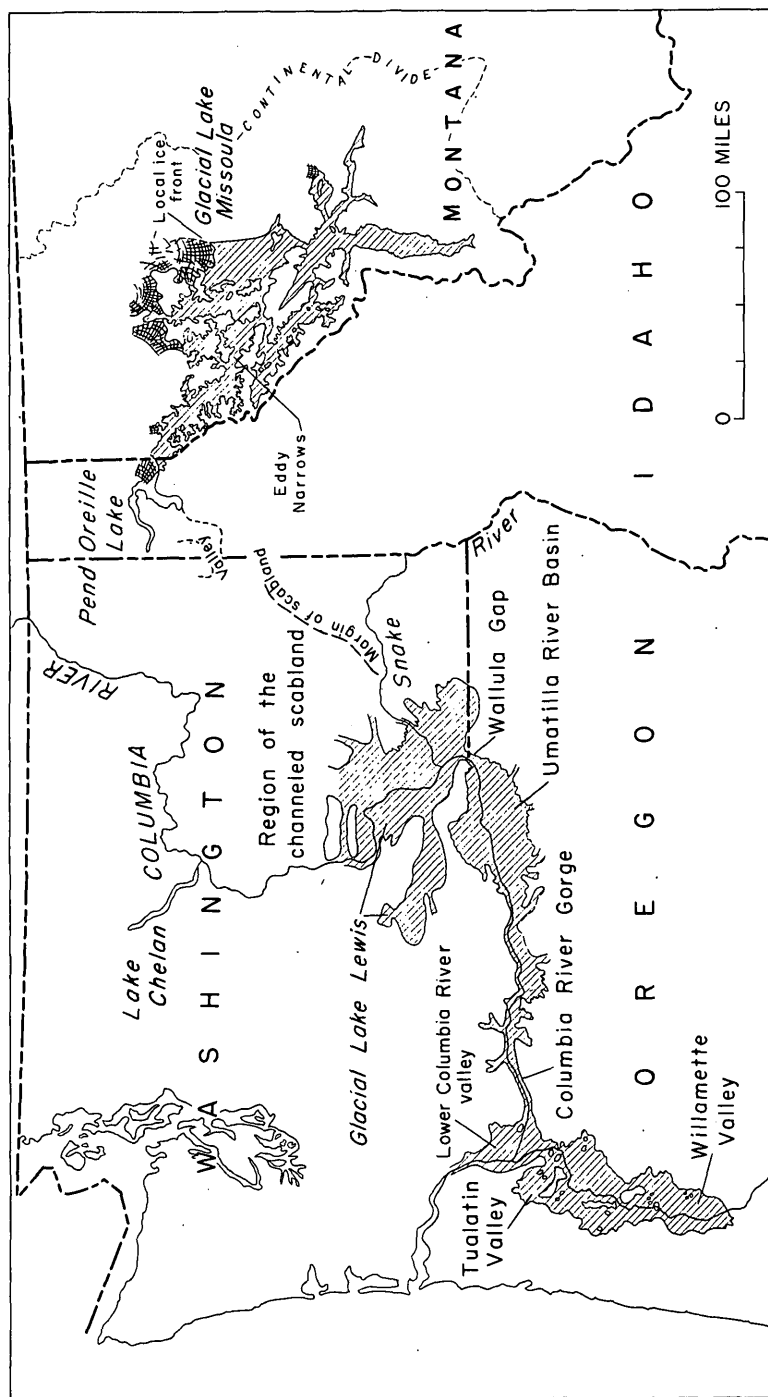 Pend Oreille
Lake
Glacial Lake
Missoula
Local ice
front
CONTINENTAL DIVIDE
MONTANA
Eddy
Narrows
Valley
Margin of scabland
COLUMBIA
RIVER
Lake
Chelan
WASHINGTON
Region of the
channeled scabland
Snake
River
Glacial Lake Lewis
Wallula Gap
Umatilla River Basin
Lower Columbia River
valley
Columbia River Gorge
Tualatin
Valley
Willamette
Valley
OREGON
IDAHO
0
100 MILES